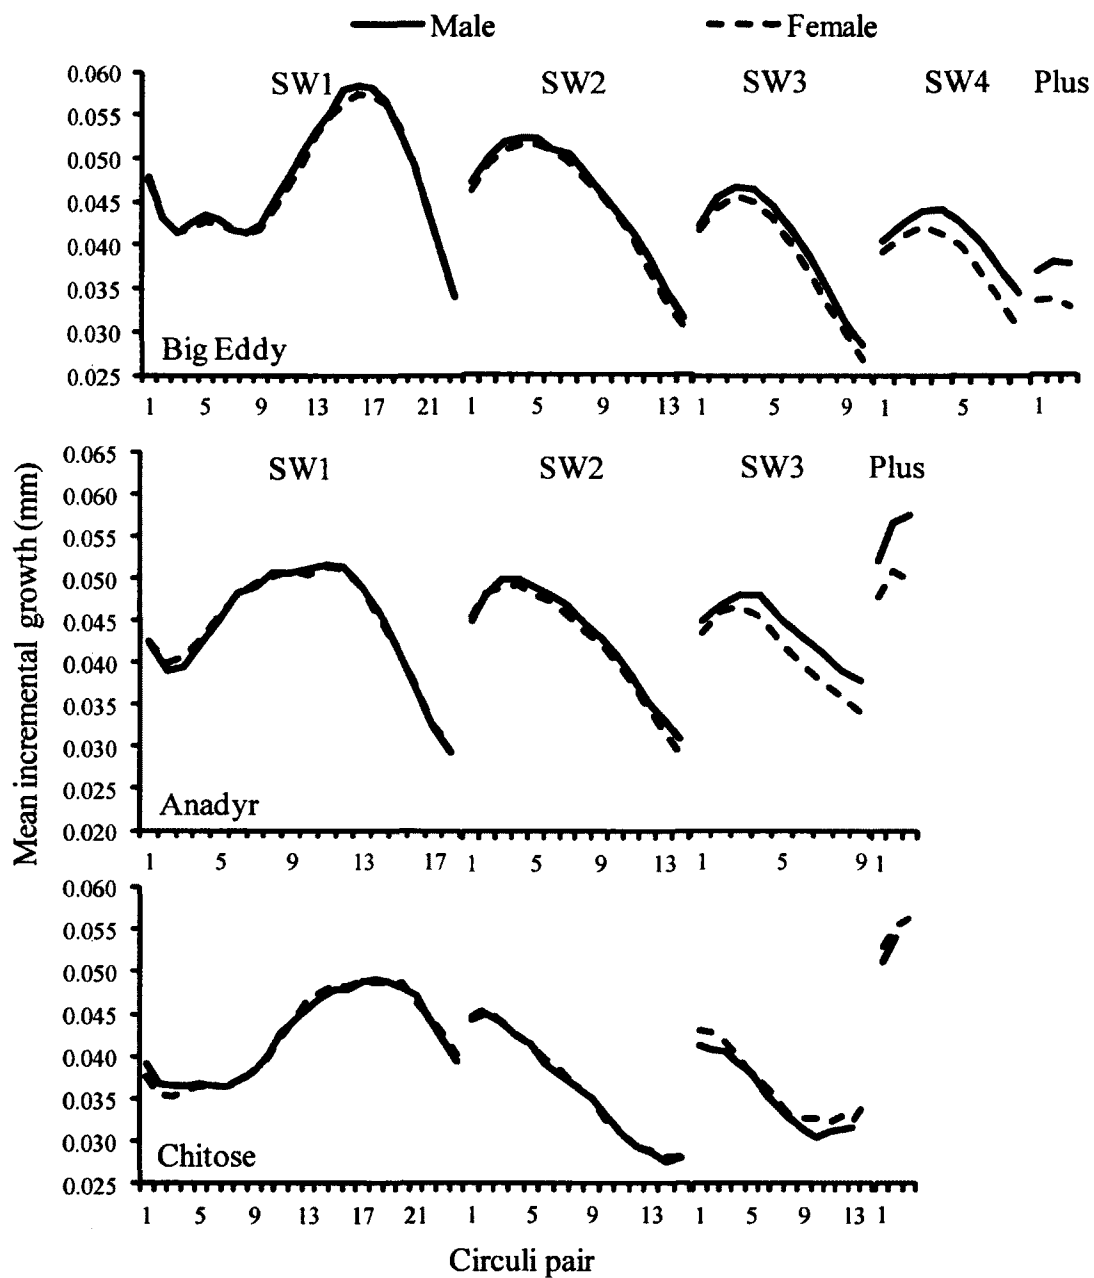 Male Female
SW1 SW2 SW3 SW4 Plus
0.060
0.055
0.050
0.045
0.040
0.035
0.030
0.025
Big Eddy
1 5 9 13 17 21 1 5 9 13 1 5 9 1 5 1
Mean incremental growth (mm)
SW1 SW2 SW3 Plus
0.065
0.060
0.055
0.050
0.045
0.040
0.035
0.030
0.025
0.020
Anadyr
1 5 9 13 17 1 5 9 13 1 5 9 1
0.060
0.055
0.050
0.045
0.040
0.035
0.030
0.025
Chitose
1 5 9 13 17 21 1 5 9 13 1 5 9 13 1
Circuli pair